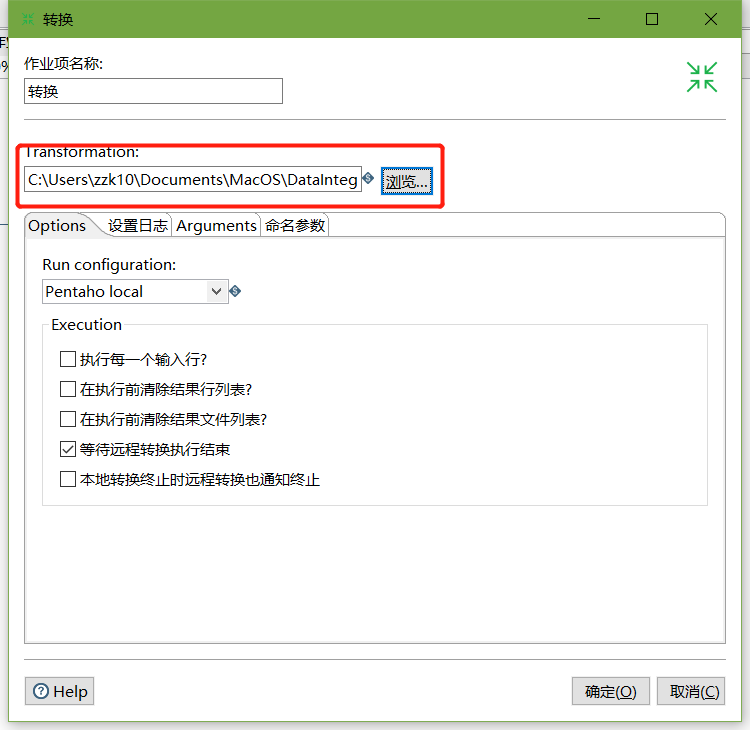 转换
作业项名称:
转换
Transformation:
C:\Users\zzk10\Documents\MacOS\DataInteg
浏览...
Options 设置日志 Arguments 命名参数
Run configuration:
Pentaho local
Execution
执行每一个输入行?
在执行前清除结果行列表?
在执行前清除结果文件列表?
等待远程转换执行结束
本地转换终止时远程转换也通知终止
Help 确定(O) 取消(C)